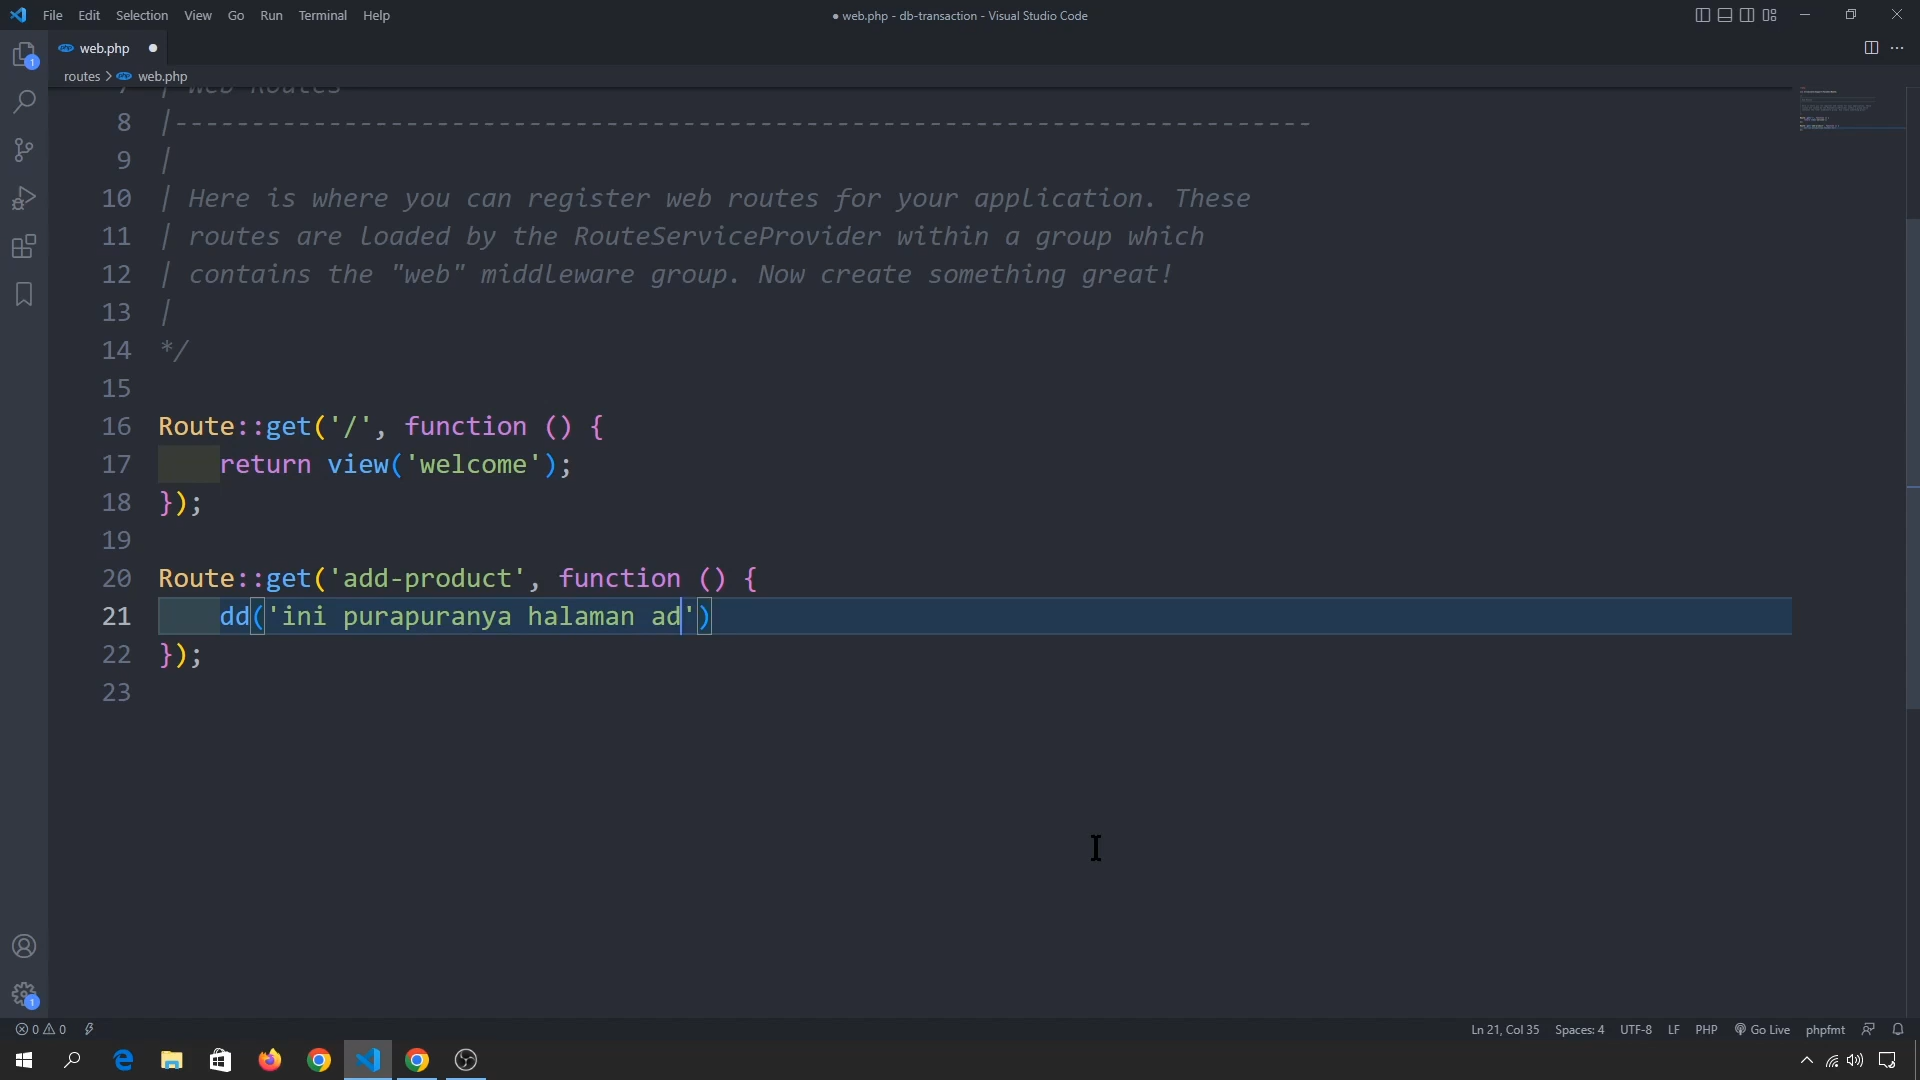 File Edit Selection View Go Run Terminal Help
● web.php - db-transaction - Visual Studio Code
web.php ●
routes > web.php
7 | Web Routes
8 |--------------------------------------------------------------------------
9 |
10 | Here is where you can register web routes for your application. These
11 | routes are loaded by the RouteServiceProvider within a group which
12 | contains the "web" middleware group. Now create something great!
13 |
14 */
15
16 Route::get('/', function () {
17     return view('welcome');
18 });
19
20 Route::get('add-product', function () {
21     dd('ini purapuranya halaman ad')
22 });
23
1
1
0 0
Ln 21, Col 35 Spaces: 4 UTF-8 LF PHP Go Live phpfmt